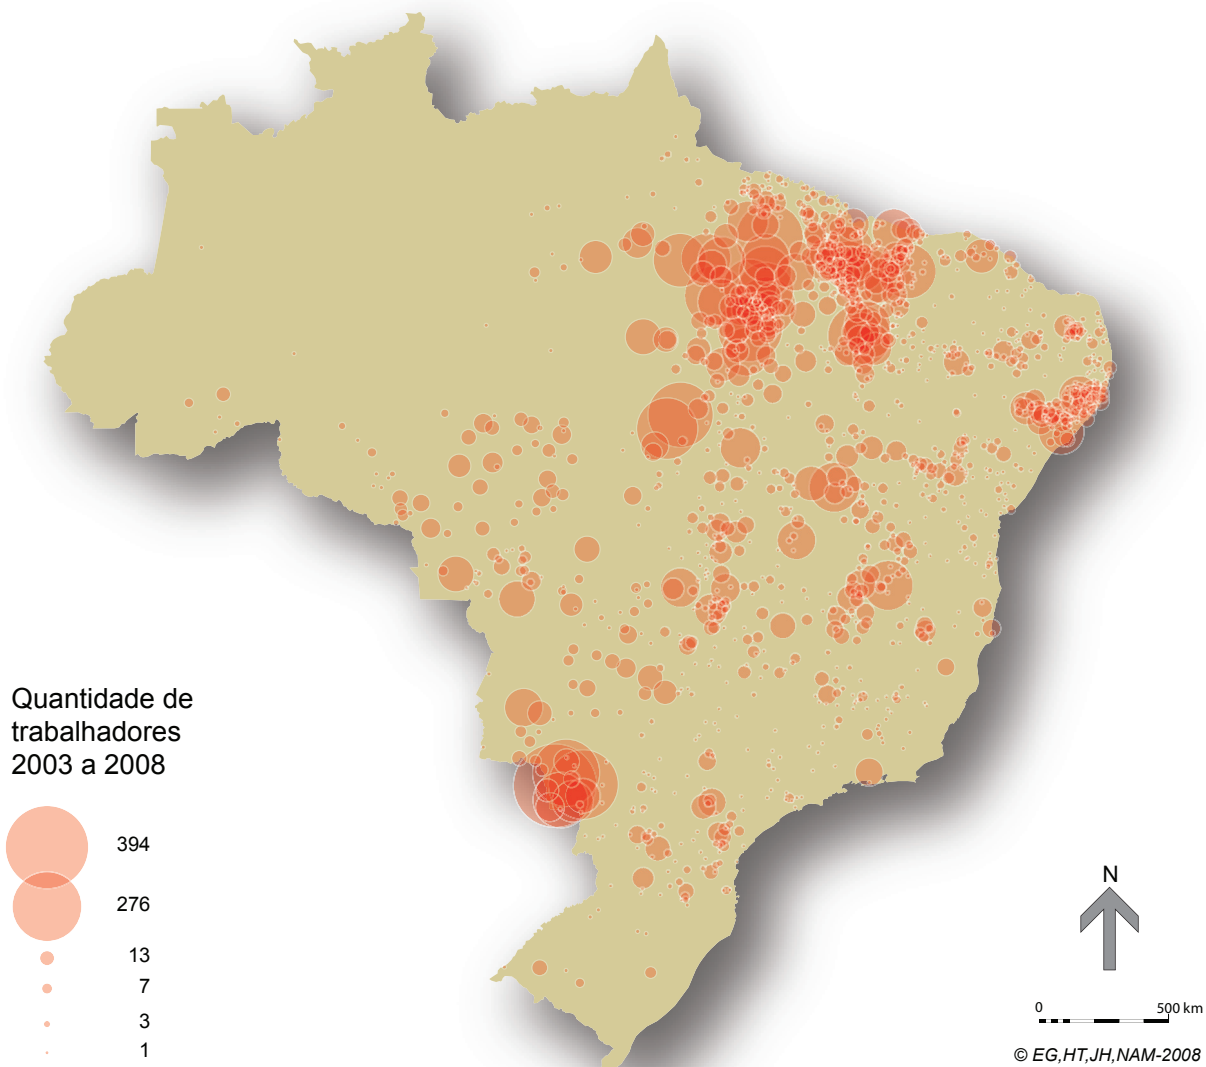 Quantidade de
trabalhadores
2003 a 2008
394
276
13
7
3
1
N
0 500 km
© EG,HT,JH,NAM-2008